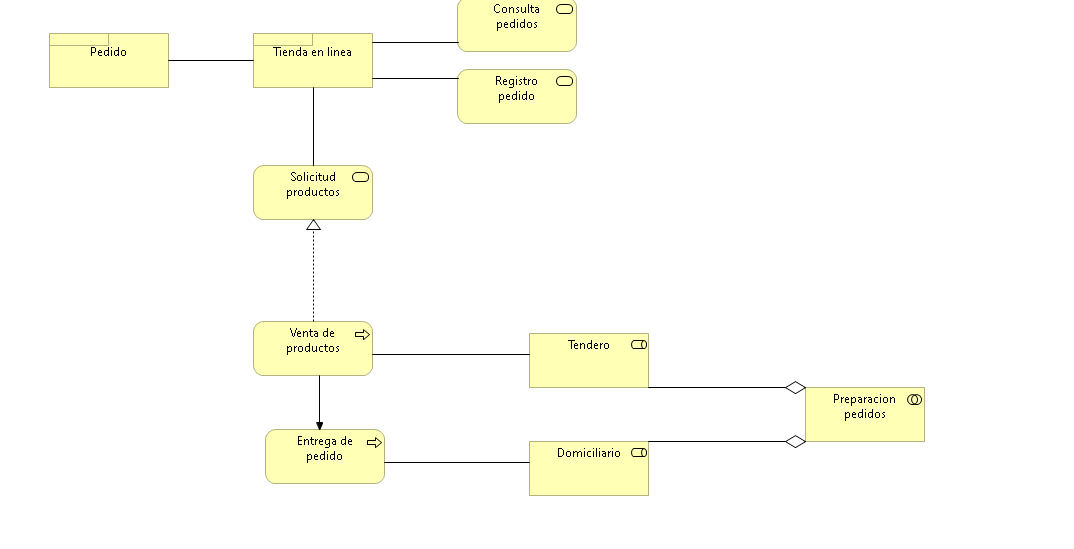 Consulta
pedidos
Pedido
Tienda en linea
Registro
pedido
Solicitud
productos
Venta de
productos
Tendero
Preparacion
pedidos
Entrega de
pedido
Domiciliario